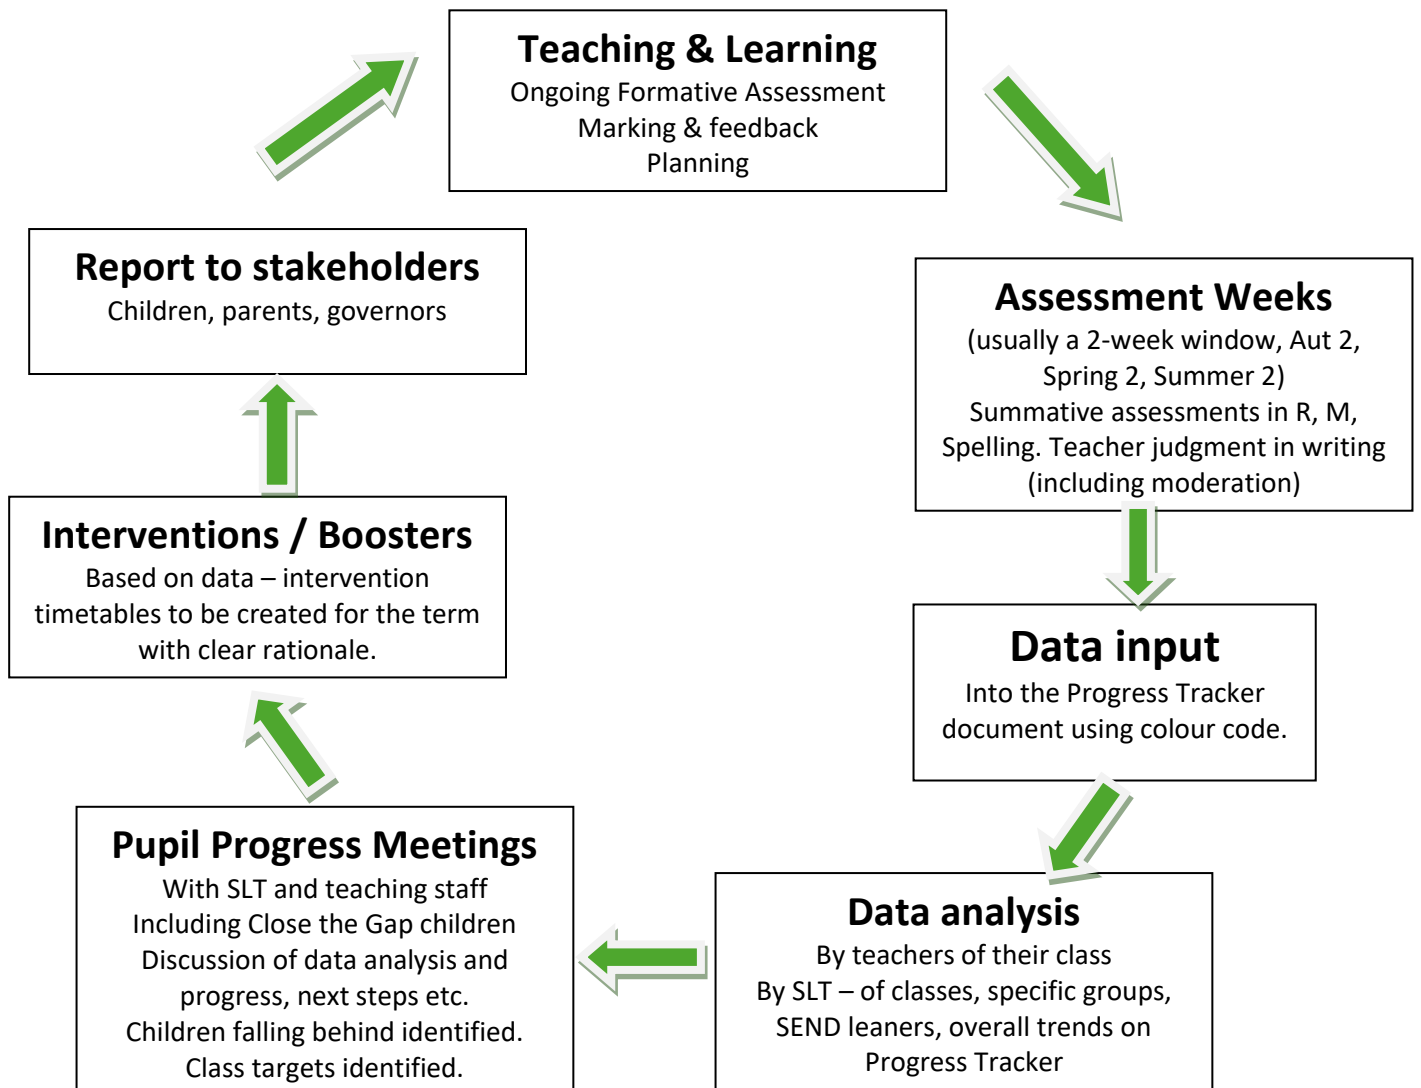 Teaching & Learning
Ongoing Formative Assessment
Marking & feedback
Planning
Assessment Weeks
(usually a 2-week window, Aut 2,
Spring 2, Summer 2)
Summative assessments in R, M,
Spelling. Teacher judgment in writing
(including moderation)
Data input
Into the Progress Tracker
document using colour code.
Data analysis
By teachers of their class
By SLT – of classes, specific groups,
SEND leaner, overall trends on
Progress Tracker
Pupil Progress Meetings
With SLT and teaching staff
Including Close the Gap children
Discussion of data analysis and
progress, next steps etc.
Children falling behind identified.
Class targets identified.
Interventions / Boosters
Based on data – intervention
timetables to be created for the term
with clear rationale.
Report to stakeholders
Children, parents, governors